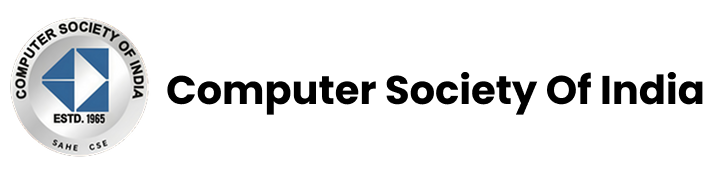 COMPUTER SOCIETY OF INDIA
ESTD. 1965
SAHE CSE
Computer Society Of India